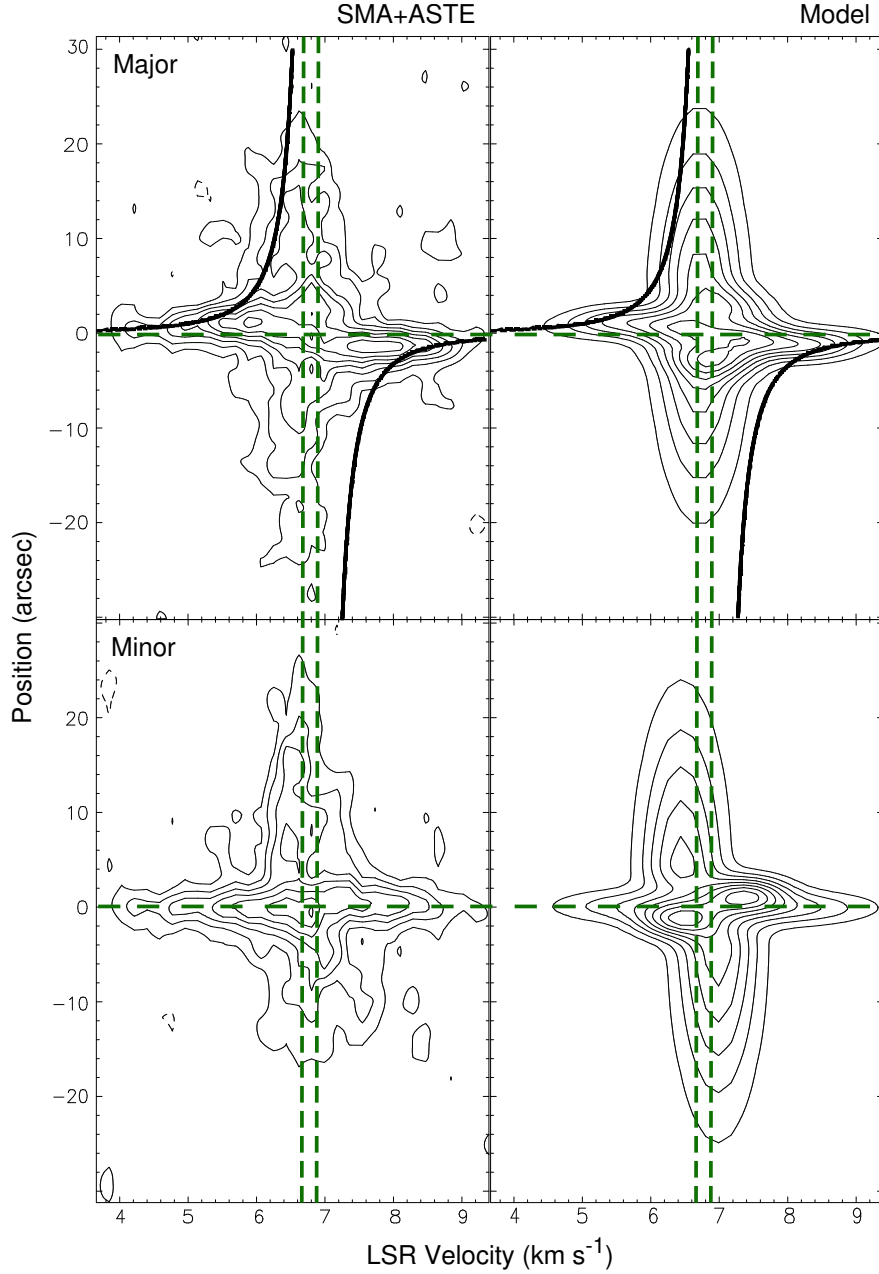 SMA+ASTE Model
Major
30
20
10
0
−10
−20
Minor
20
10
0
−10
−20
Position (arcsec)
4 5 6 7 8 9 4 5 6 7 8 9
LSR Velocity (km s⁻¹)